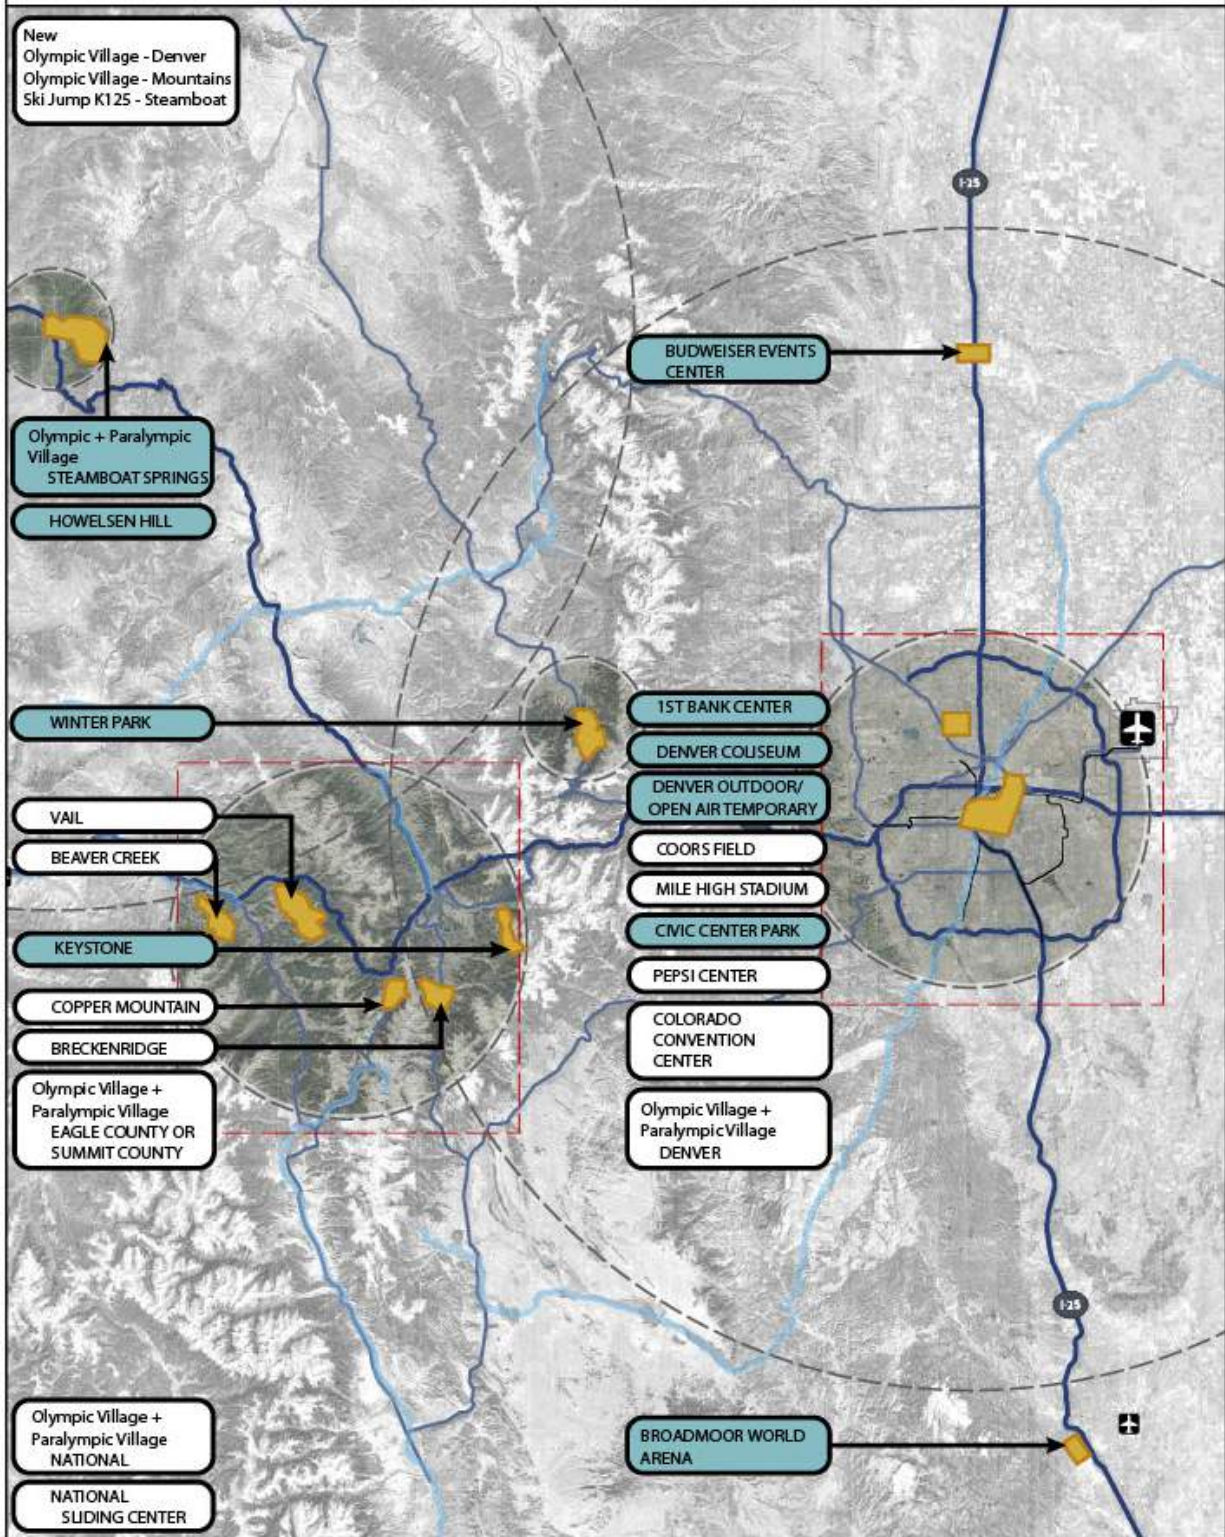 New
Olympic Village - Denver
Olympic Village - Mountains
Ski Jump K125 - Steamboat
I-25
BUDWEISER EVENTS
CENTER
Olympic + Paralympic
Village
STEAMBOAT SPRINGS
HOWELSEN HILL
WINTER PARK
VAIL
BEAVER CREEK
KEYSTONE
COPPER MOUNTAIN
BRECKENRIDGE
Olympic Village +
Paralympic Village
EAGLE COUNTY OR
SUMMIT COUNTY
1ST BANK CENTER
DENVER COLISEUM
DENVER OUTDOOR/
OPEN AIR TEMPORARY
COORS FIELD
MILE HIGH STADIUM
CIVIC CENTER PARK
PEPSI CENTER
COLORADO
CONVENTION
CENTER
Olympic Village +
Paralympic Village
DENVER
I-25
Olympic Village +
Paralympic Village
NATIONAL
NATIONAL
SLIDING CENTER
BROADMOOR WORLD
ARENA